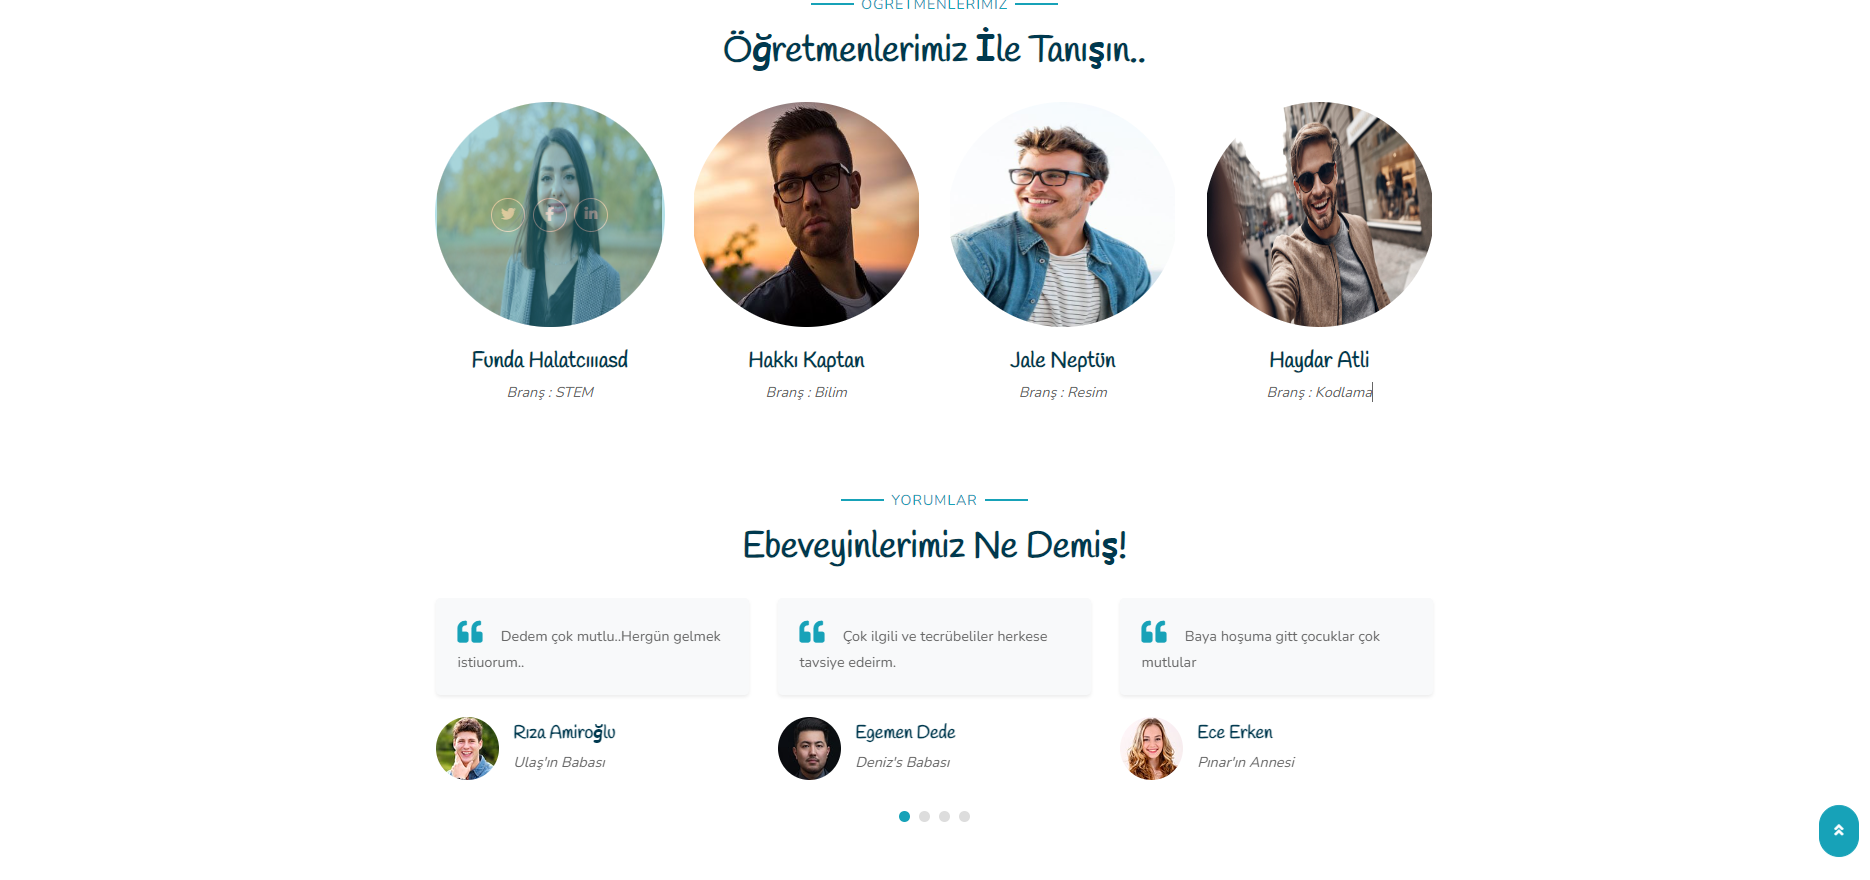 ÖĞRETMENLERİMİZ
Öğretmenlerimiz İle Tanışın..
Funda Halatcıııasd
Hakkı Kaptan
Jale Neptün
Haydar Atli
Branş : STEM
Branş : Bilim
Branş : Resim
Branş : Kodlama
YORUMLAR
Ebeveyinlerimiz Ne Demiş!
Dedem çok mutlu..Hergün gelmek
istiuorum..
Çok ilgili ve tecrübeliler herkese
tavsiye edeirm.
Baya hoşuma gitt çocuklar çok
mutlular
Rıza Amiroğlu
Ulaş'ın Babası
Egemen Dede
Deniz's Babası
Ece Erken
Pınar'ın Annesi